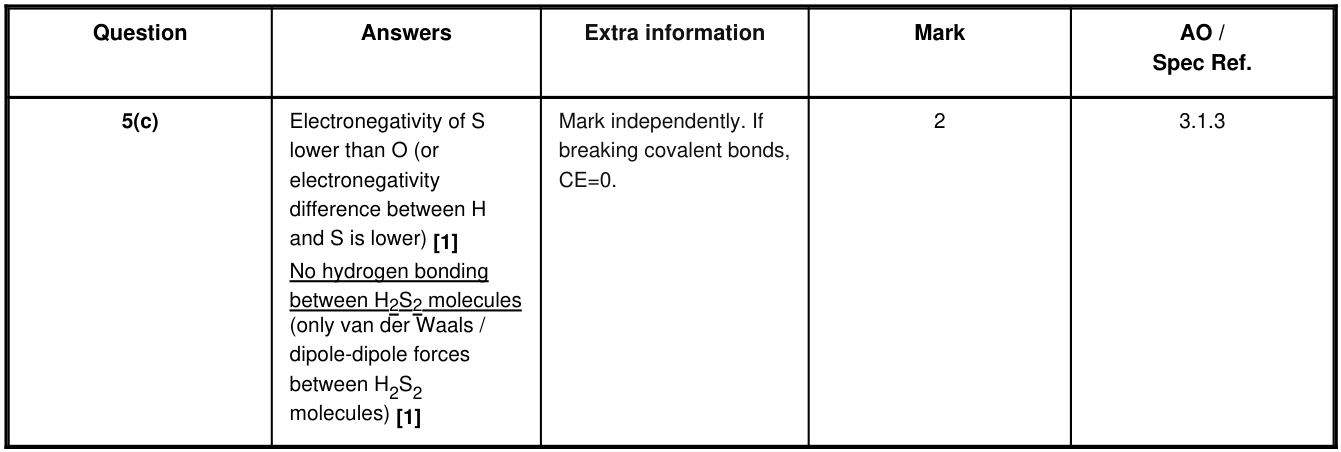 Question Answers Extra information Mark AO /
Spec Ref.
5(c)
Electronegativity of S
lower than O (or
electronegativity
difference between H
and S is lower) [1]
No hydrogen bonding
between H₂S₂ molecules
(only van der Waals /
dipole-dipole forces
between H₂S₂
molecules) [1]
Mark independently. If
breaking covalent bonds,
CE=0.
2
3.1.3